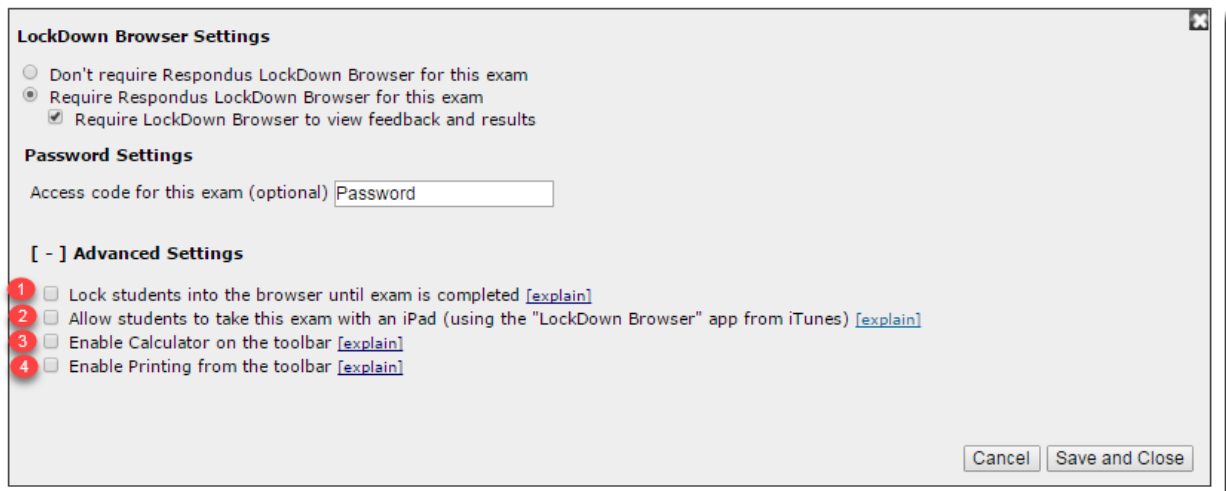 LockDown Browser Settings
Don't require Respondus LockDown Browser for this exam
Require Respondus LockDown Browser for this exam
Require LockDown Browser to view feedback and results
Password Settings
Access code for this exam (optional) Password
[ - ] Advanced Settings
1 Lock students into the browser until exam is completed [explain]
2 Allow students to take this exam with an iPad (using the "LockDown Browser" app from iTunes) [explain]
3 Enable Calculator on the toolbar [explain]
4 Enable Printing from the toolbar [explain]
Cancel Save and Close